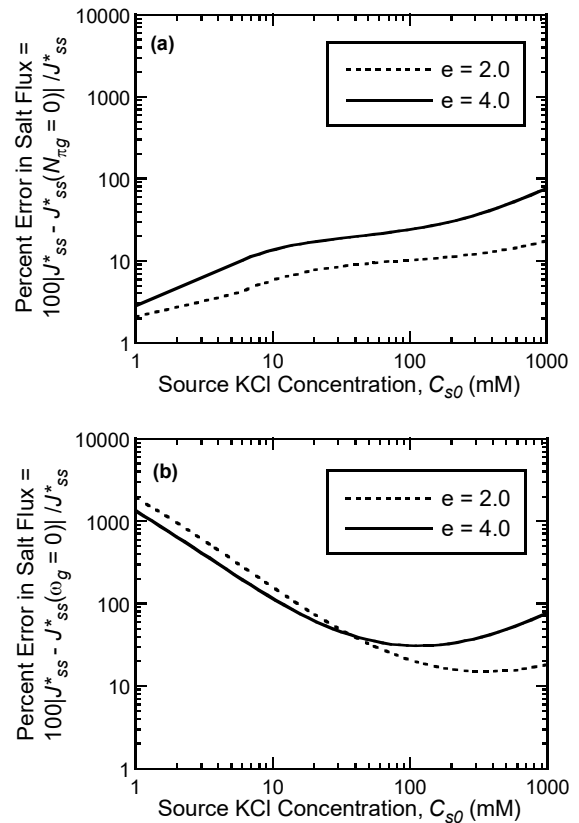 (a)
e = 2.0
e = 4.0
10000
1000
100
10
1
Percent Error in Salt Flux =
100|J*ss - J*ss(Nπg = 0)| /J*ss
1 10 100 1000
Source KCl Concentration, Cs0 (mM)
(b)
e = 2.0
e = 4.0
10000
1000
100
10
1
Percent Error in Salt Flux =
100|J*ss - J*ss(ωg = 0)| /J*ss
1 10 100 1000
Source KCl Concentration, Cs0 (mM)